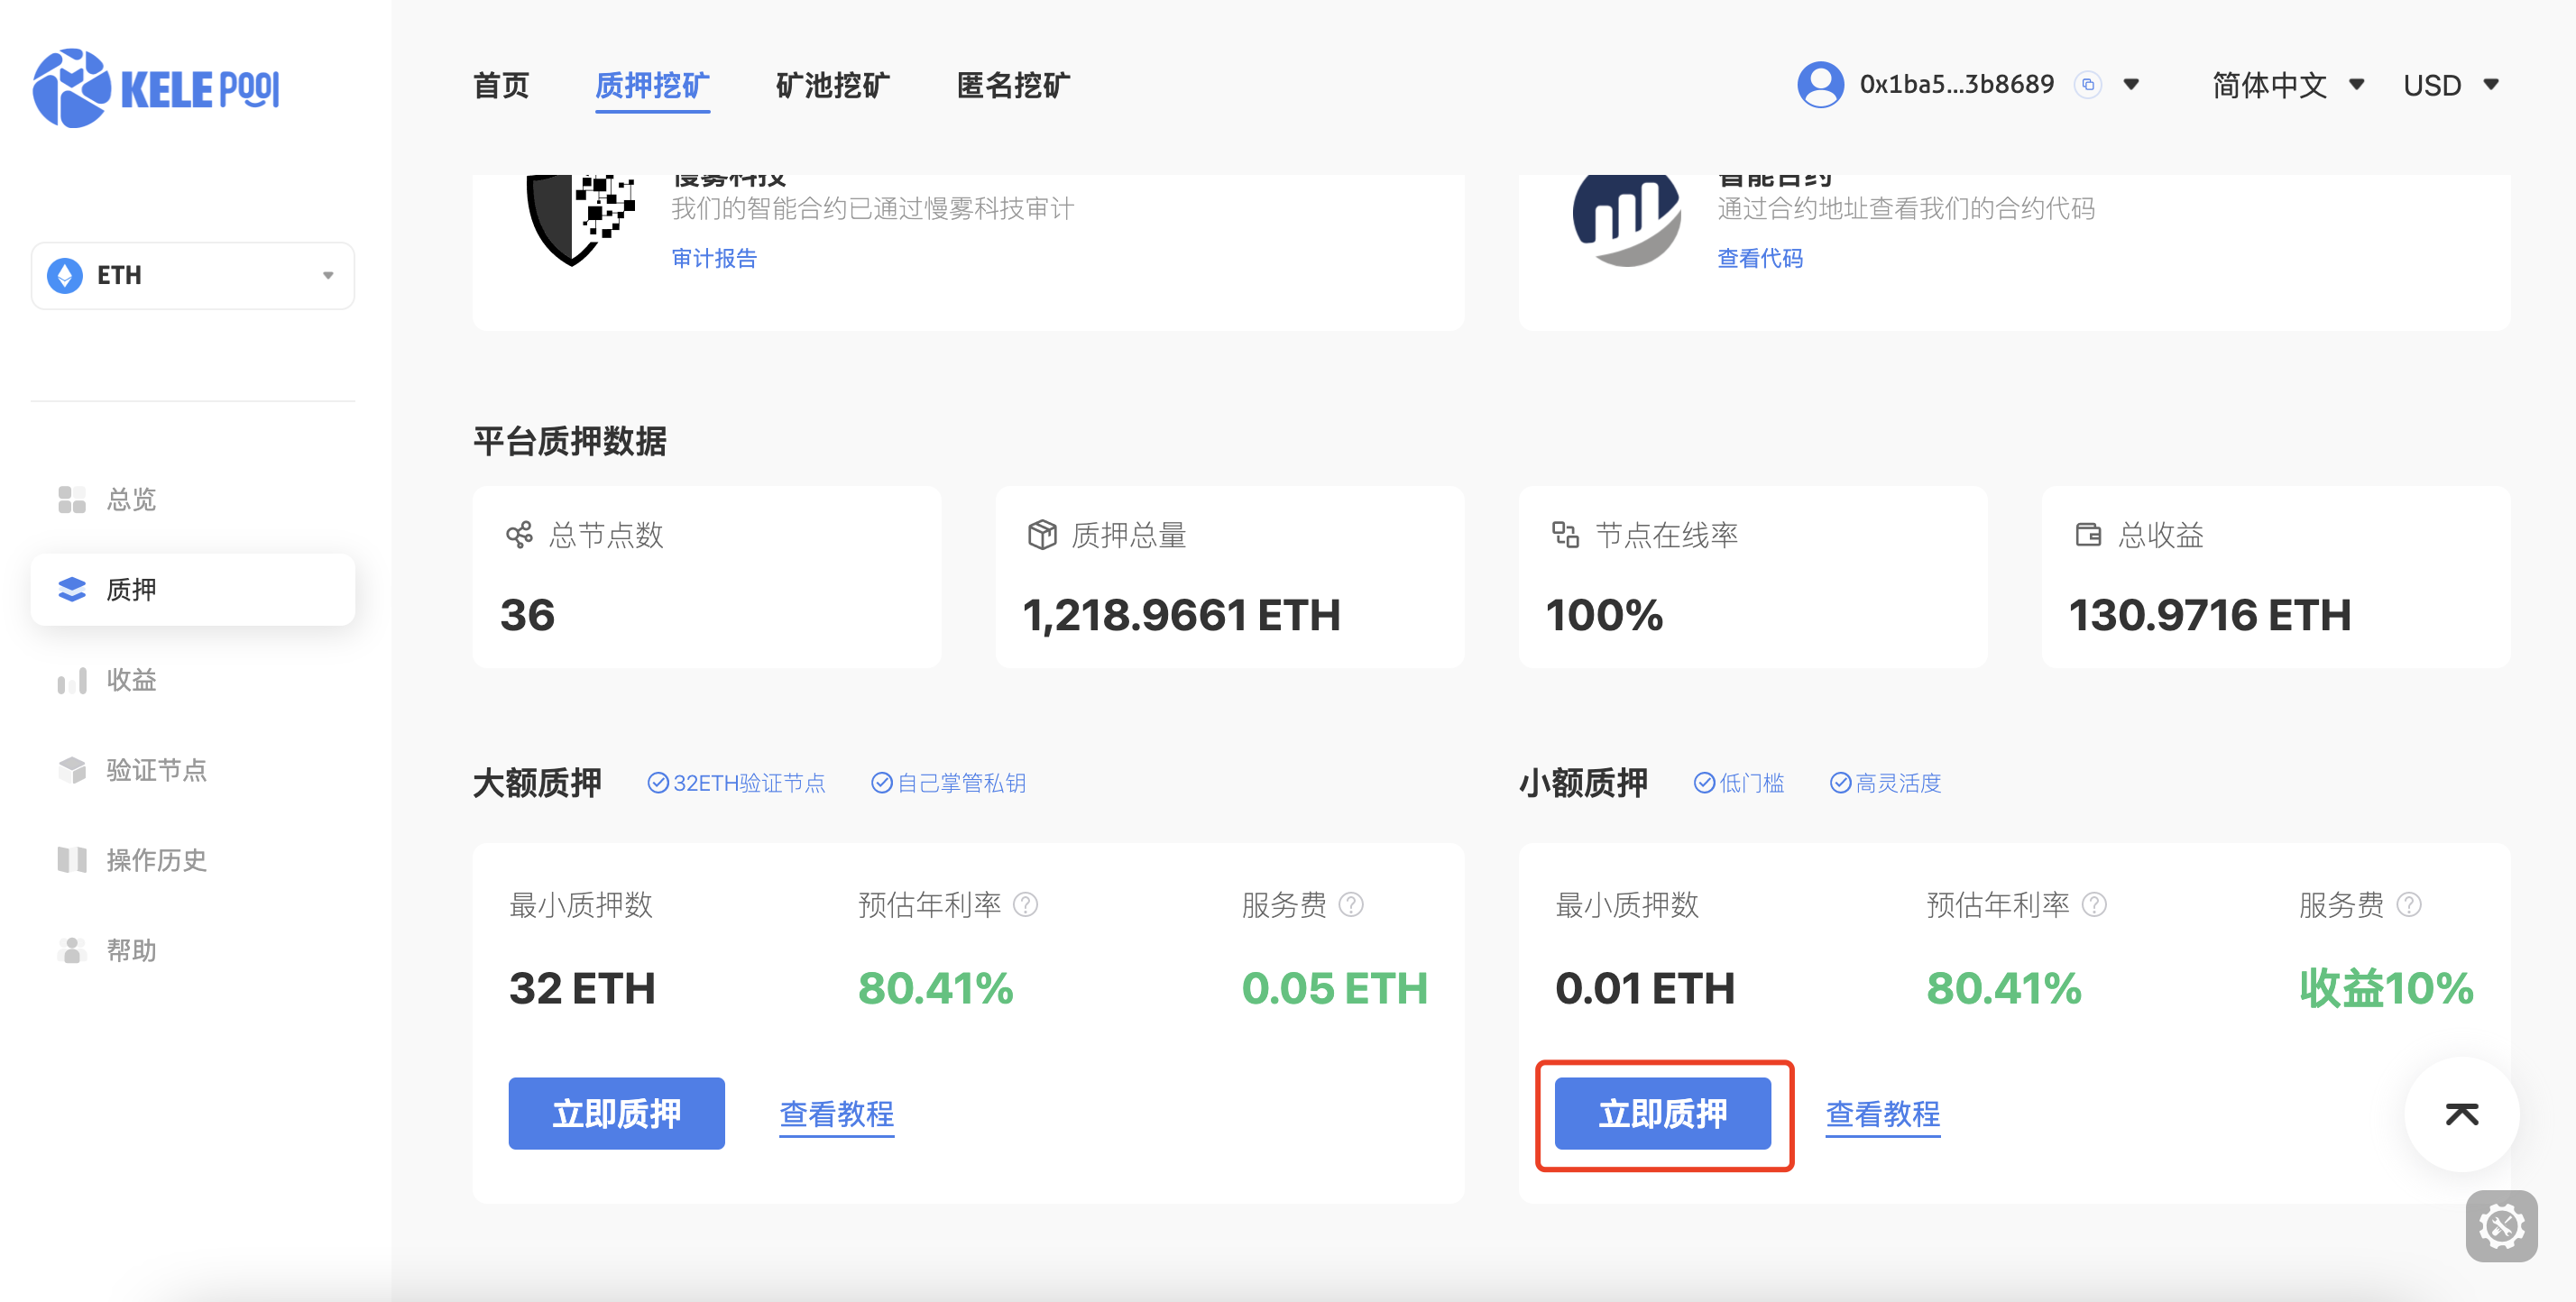 KELE POOL
首页
质押挖矿
矿池挖矿
匿名挖矿
0x1ba5...3b8689
简体中文
USD
ETH
总览
质押
收益
验证节点
操作历史
帮助
慢雾科技
我们的智能合约已通过慢雾科技审计
审计报告
智能合约
通过合约地址查看我们的合约代码
查看代码
平台质押数据
总节点数
36
质押总量
1,218.9661 ETH
节点在线率
100%
总收益
130.9716 ETH
大额质押
32ETH验证节点
自己掌管私钥
最小质押数
预估年利率
服务费
32 ETH
80.41%
0.05 ETH
立即质押
查看教程
小额质押
低门槛
高灵活度
最小质押数
预估年利率
服务费
0.01 ETH
80.41%
收益10%
立即质押
查看教程